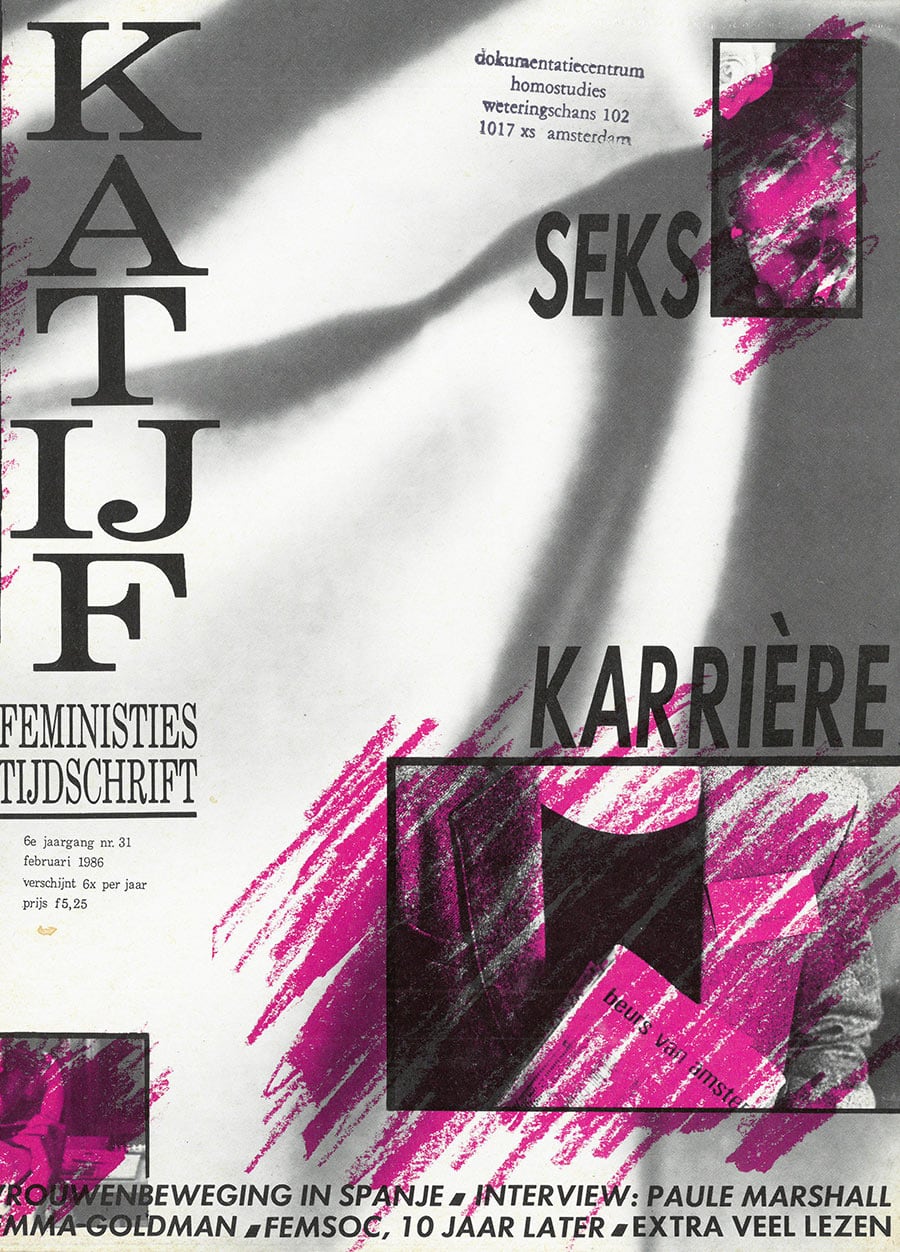 KATIJF
dokumentatiecentrum
homostudies
weteringschans 102
1017 xs amsterdam
SEKS
KARRIÈRE
FEMINISTIES
TIJDSCHRIFT
6e jaargang nr. 31
februari 1986
verschijnt 6x per jaar
prijs f5,25
beurs van amster
VROUWENBEWEGING IN SPANJE ▰ INTERVIEW: PAULE MARSHALL
MMA-GOLDMAN ▰ FEMSOC, 10 JAAR LATER ▰ EXTRA VEEL LEZEN